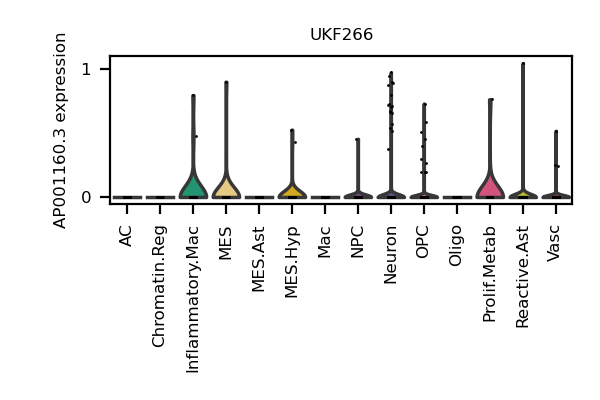 UKF266
AP001160.3 expression
1
0
AC
Chromatin.Reg
Inflammatory.Mac
MES
MES.Ast
MES.Hyp
Mac
NPC
Neuron
OPC
Oligo
Prolif.Metab
Reactive.Ast
Vasc